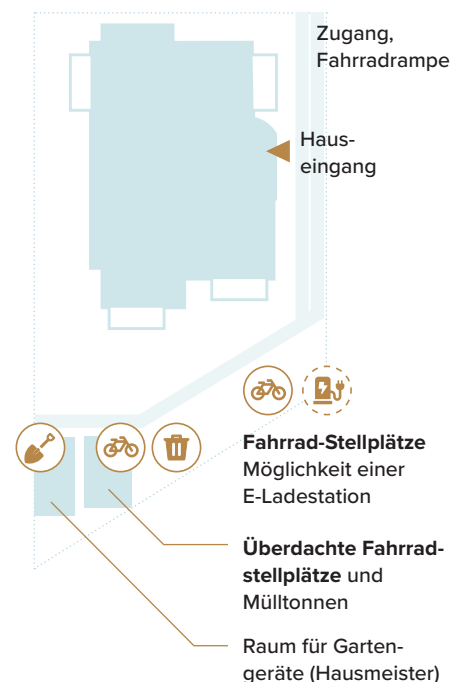 Zugang,
Fahrradrampe
Haus-
eingang
Fahrrad-Stellplätze
Möglichkeit einer
E-Ladestation
Überdachte Fahrrad-
stellplätze und
Mülltonnen
Raum für Garten-
geräte (Hausmeister)